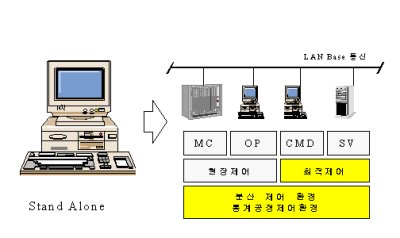 LAN Base 통신
MC
OP
CMD
SV
현장제어
최적제어
분산 제어 환경
통계공정제어환경
Stand Alone